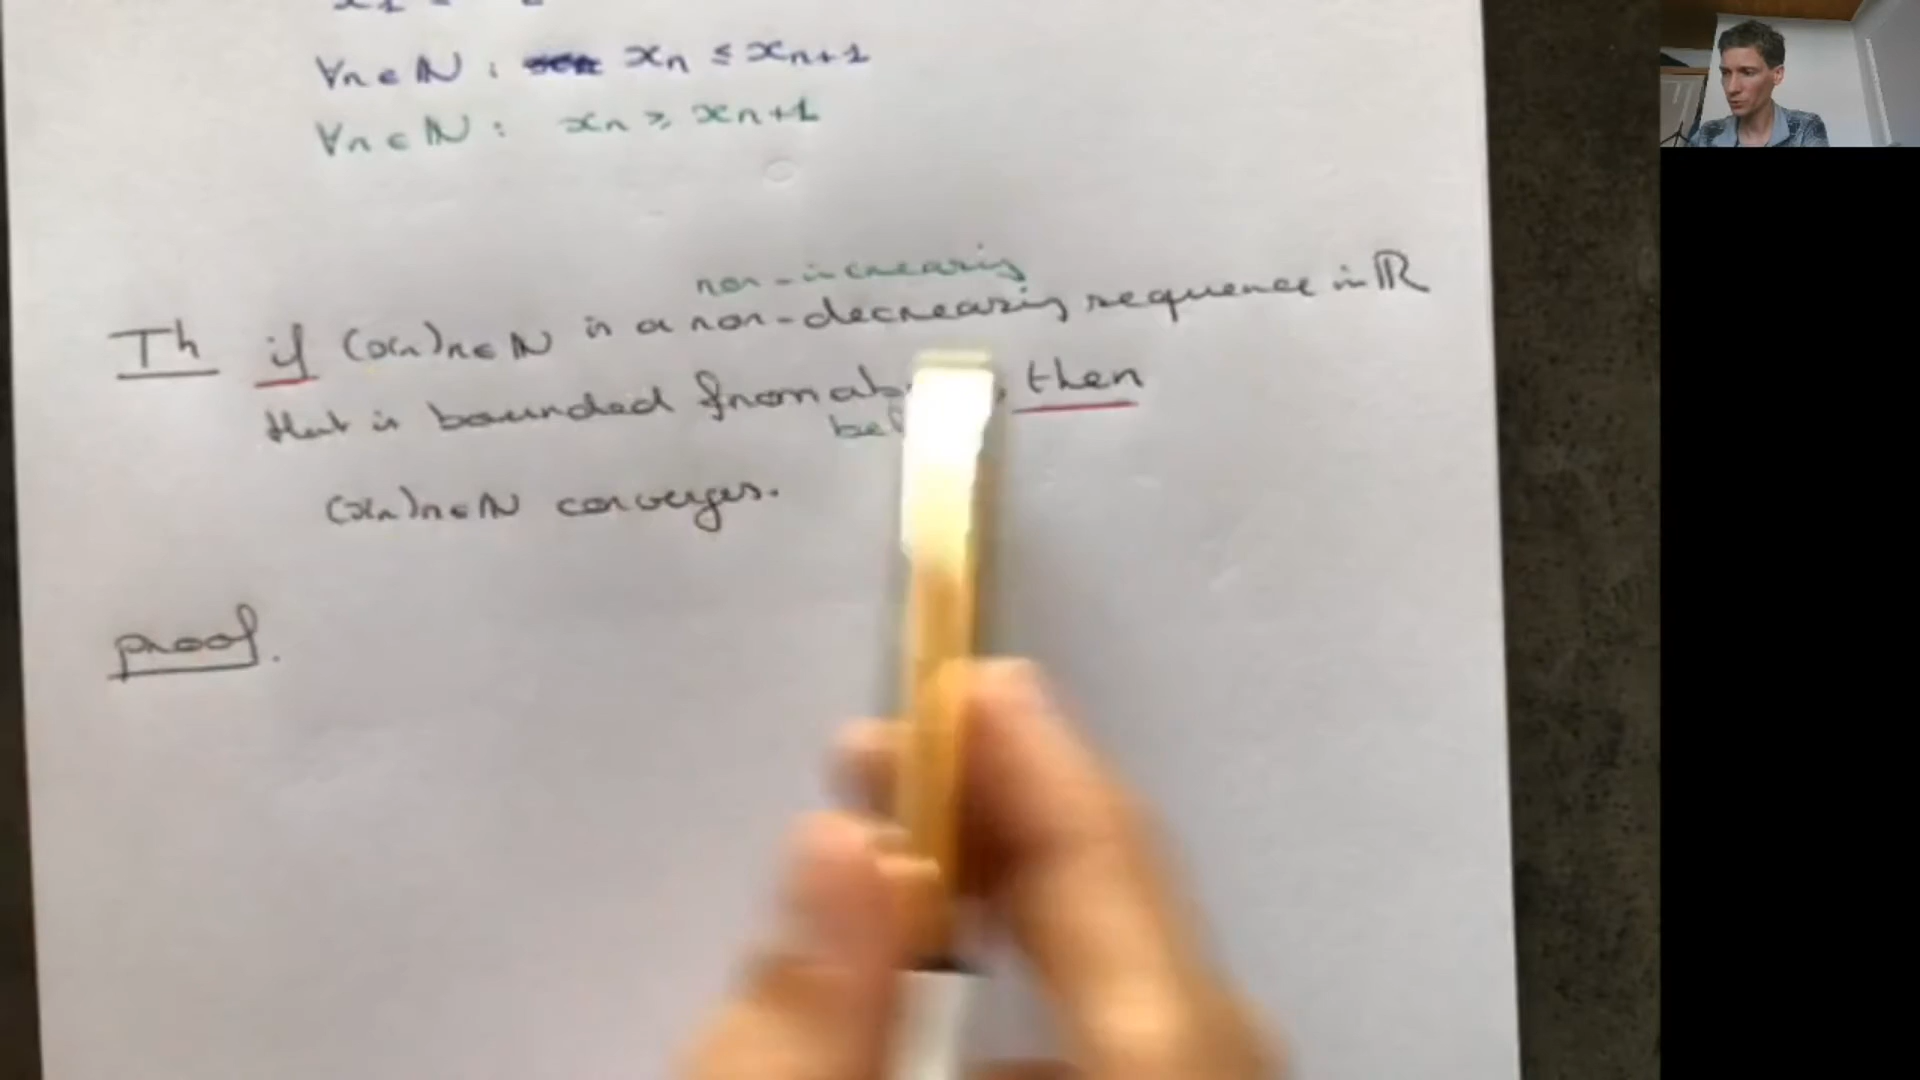 ∀n∈ℕ : xn ≤ xn+1
∀n∈ℕ : xn ≥ xn+1
non-increasing
Th if (xn)n∈ℕ is a non-decreasing sequence in ℝ
that is bounded from ab , then
bel
(xn)n∈ℕ converges.
proof.